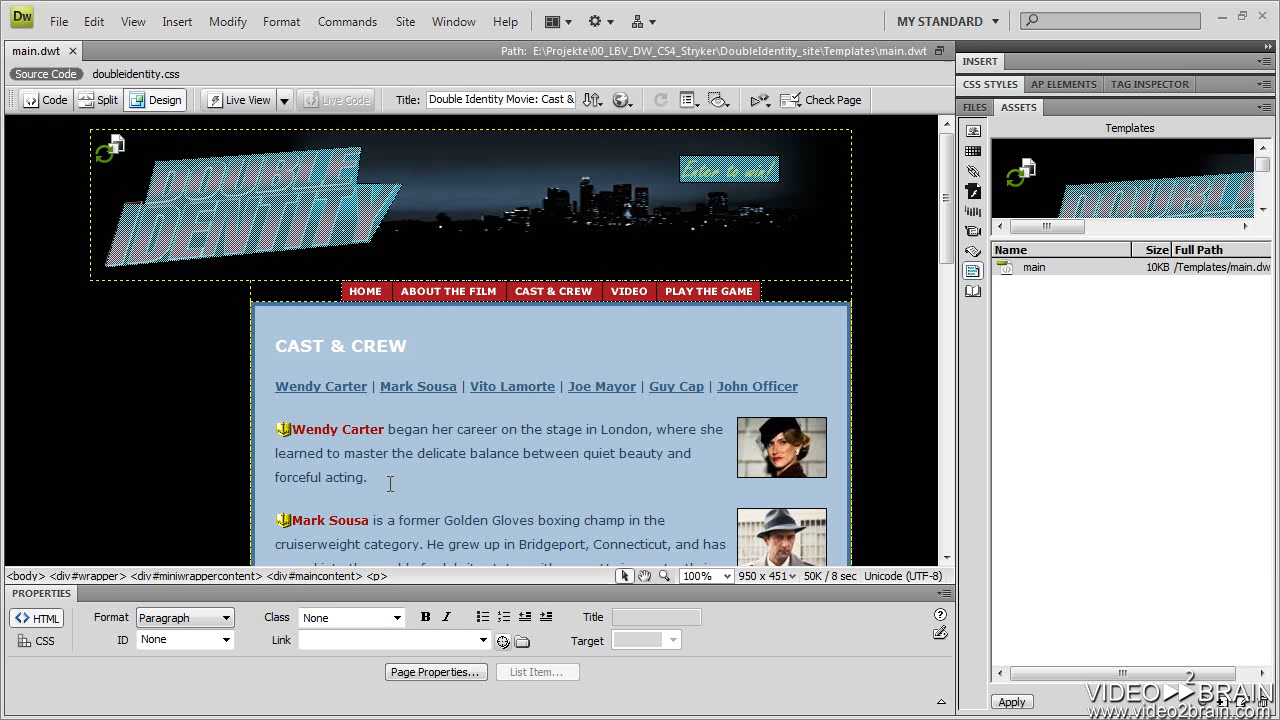 Dw File Edit View Insert Modify Format Commands Site Window Help MY STANDARD
main.dwt Path: E:\Projekte\00_LBV_DW_CS4_Stryker\DoubleIdentity_site\Templates\main.dwt
Source Code doubleidentity.css
Code Split Design Live View Live Code Title: Double Identity Movie: Cast & Check Page
INSERT
CSS STYLES AP ELEMENTS TAG INSPECTOR
FILES ASSETS
Templates
Name Size Full Path
main 10KB /Templates/main.dw
HOME ABOUT THE FILM CAST & CREW VIDEO PLAY THE GAME
CAST & CREW
Wendy Carter | Mark Sousa | Vito Lamorte | Joe Mayor | Guy Cap | John Officer
Wendy Carter began her career on the stage in London, where she
learned to master the delicate balance between quiet beauty and
forceful acting.
Mark Sousa is a former Golden Gloves boxing champ in the
cruiserweight category. He grew up in Bridgeport, Connecticut, and has
<body> <div#wrapper> <div#miniwrappercontent> <div#maincontent> <p> 100% 950 x 451 50K / 8 sec Unicode (UTF-8)
PROPERTIES
HTML Format Paragraph Class None B I Title
CSS ID None Link Target
Page Properties... List Item...
Apply
VIDEO 2 BRAIN
www.video2brain.com